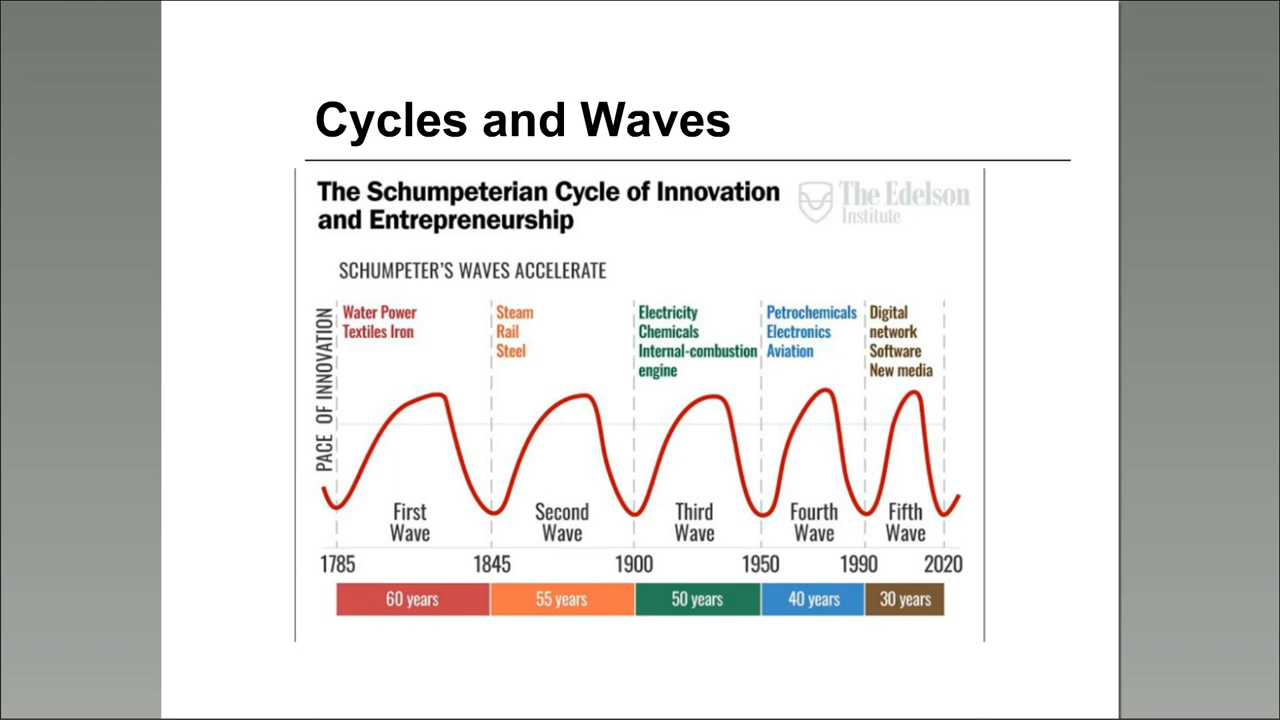 Cycles and Waves
The Schumpeterian Cycle of Innovation
and Entrepreneurship
The Edelson
Institute
SCHUMPETER'S WAVES ACCELERATE
PACE OF INNOVATION
Water Power
Textiles Iron
Steam
Rail
Steel
Electricity
Chemicals
Internal-combustion
engine
Petrochemicals
Electronics
Aviation
Digital
network
Software
New media
First
Wave
Second
Wave
Third
Wave
Fourth
Wave
Fifth
Wave
1785 1845 1900 1950 1990 2020
60 years 55 years 50 years 40 years 30 years